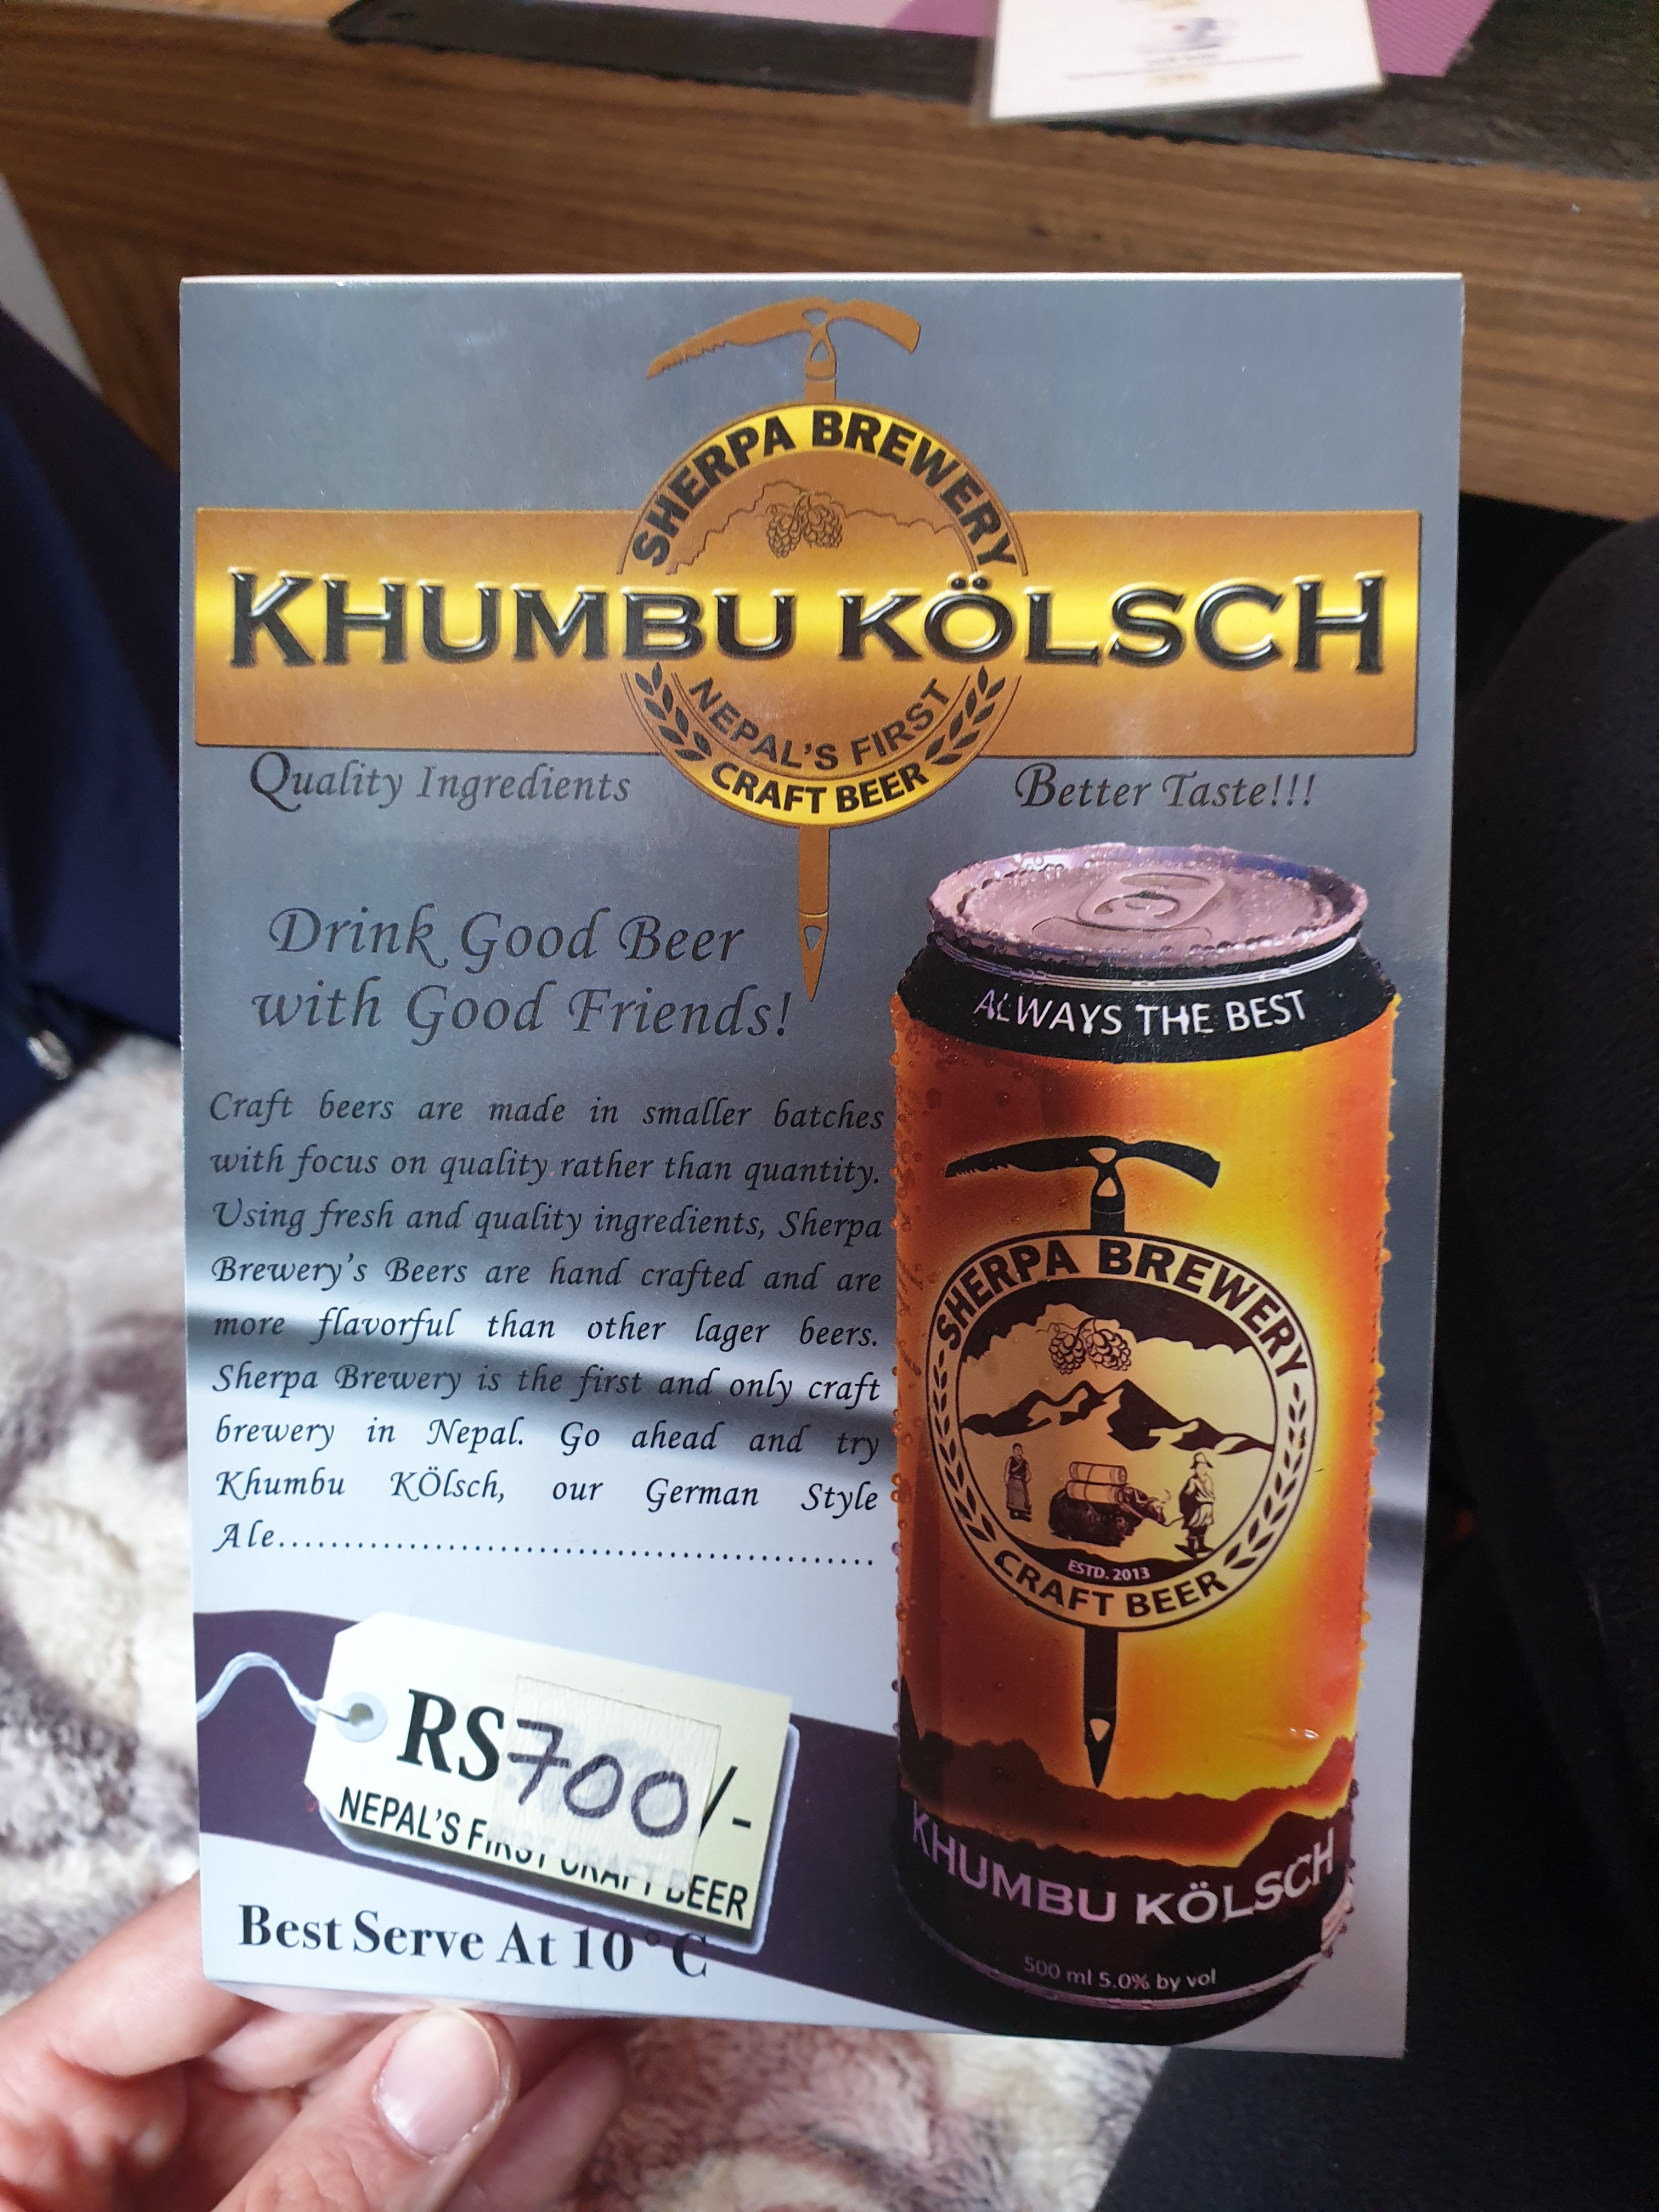 SHERPA BREWERY
KHUMBU KÖLSCH
NEPAL'S FIRST
CRAFT BEER
Quality Ingredients
Better Taste!!!
Drink Good Beer
with Good Friends!
Craft beers are made in smaller batches
with focus on quality rather than quantity.
Using fresh and quality ingredients, Sherpa
Brewery's Beers are hand crafted and are
more flavorful than other lager beers.
Sherpa Brewery is the first and only craft
brewery in Nepal. Go ahead and try
Khumbu KÖlsch, our German Style
Ale.................................................
RS 700/-
NEPAL'S FIRST CRAFT BEER
Best Serve At 10°C
ALWAYS THE BEST
SHERPA BREWERY
ESTD. 2013
CRAFT BEER
KHUMBU KÖLSCH
500 ml 5.0% by vol